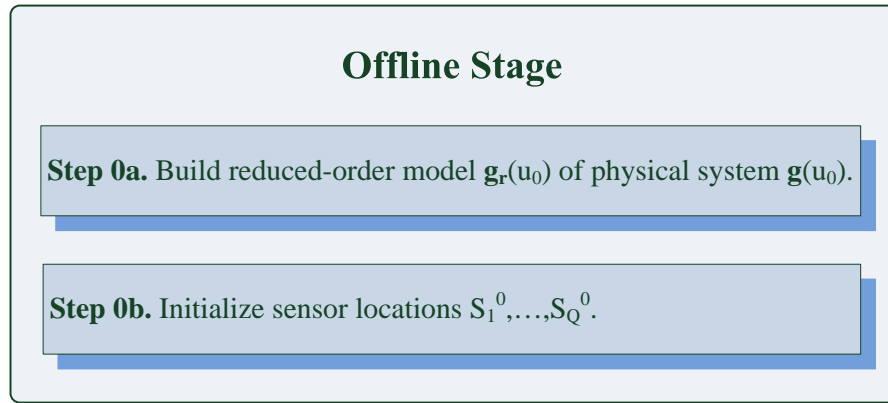 Offline Stage
Step 0a. Build reduced-order model gᵣ(u₀) of physical system g(u₀).
Step 0b. Initialize sensor locations S₁⁰,…,S_Q⁰.